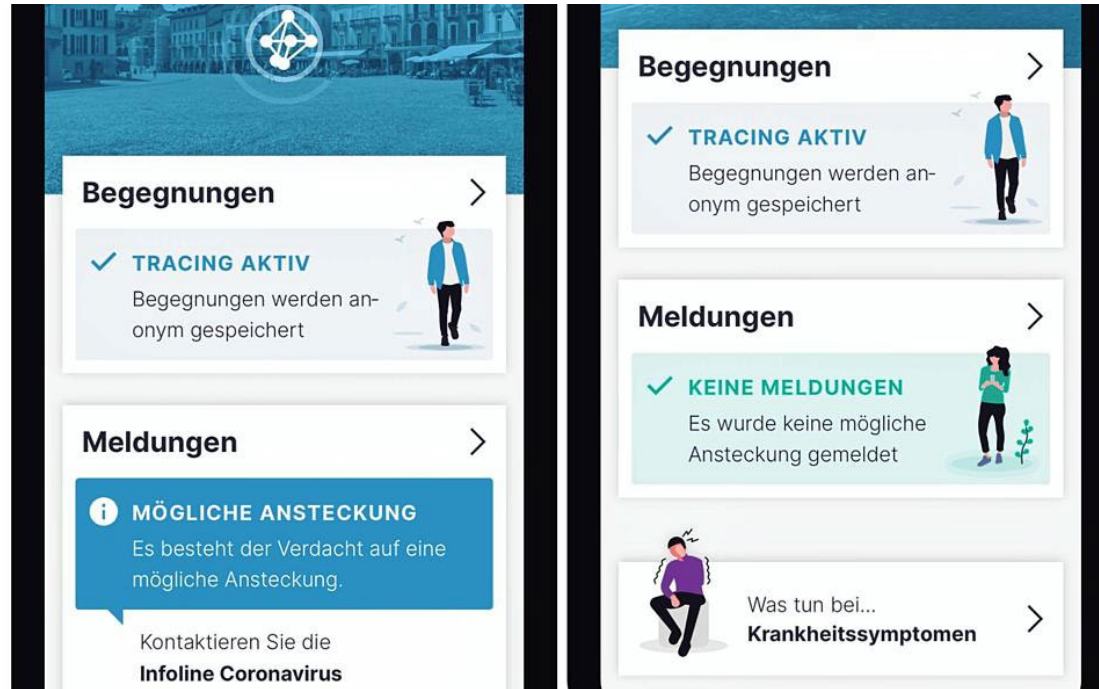 Begegnungen
TRACING AKTIV
Begegnungen werden an-
onym gespeichert
Meldungen
MÖGLICHE ANSTECKUNG
Es besteht der Verdacht auf eine
mögliche Ansteckung.
Kontaktieren Sie die
Infoline Coronavirus
Begegnungen
TRACING AKTIV
Begegnungen werden an-
onym gespeichert
Meldungen
KEINE MELDUNGEN
Es wurde keine mögliche
Ansteckung gemeldet
Was tun bei...
Krankheitssymptomen